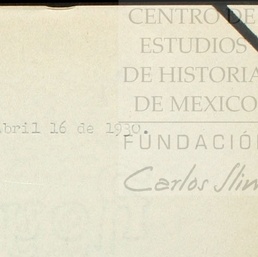 CENTRO DE
ESTUDIOS
DE HISTORIA
DE MEXICO
Abril 16 de 1930.
FUNDACIÓN
Carlos Slim